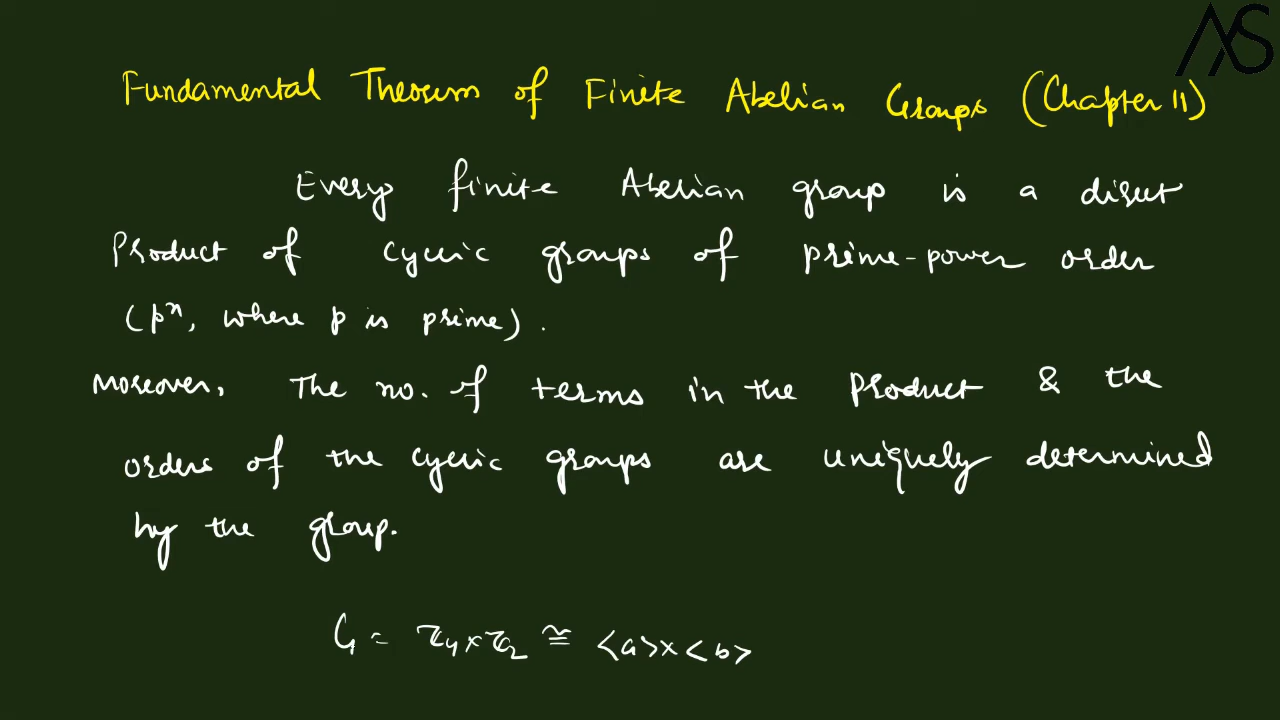 NS
Fundamental Theorem of Finite Abelian Groups (Chapter 11)
Every finite Abelian group is a direct
Product of cyclic groups of prime-power order
(pⁿ, where p is prime).
Moreover, The no. of terms in the Product & the
orders of the cyclic groups are uniquely determined
by the group.
G = ℤ₄ × ℤ₂ ≅ <a> × <b>